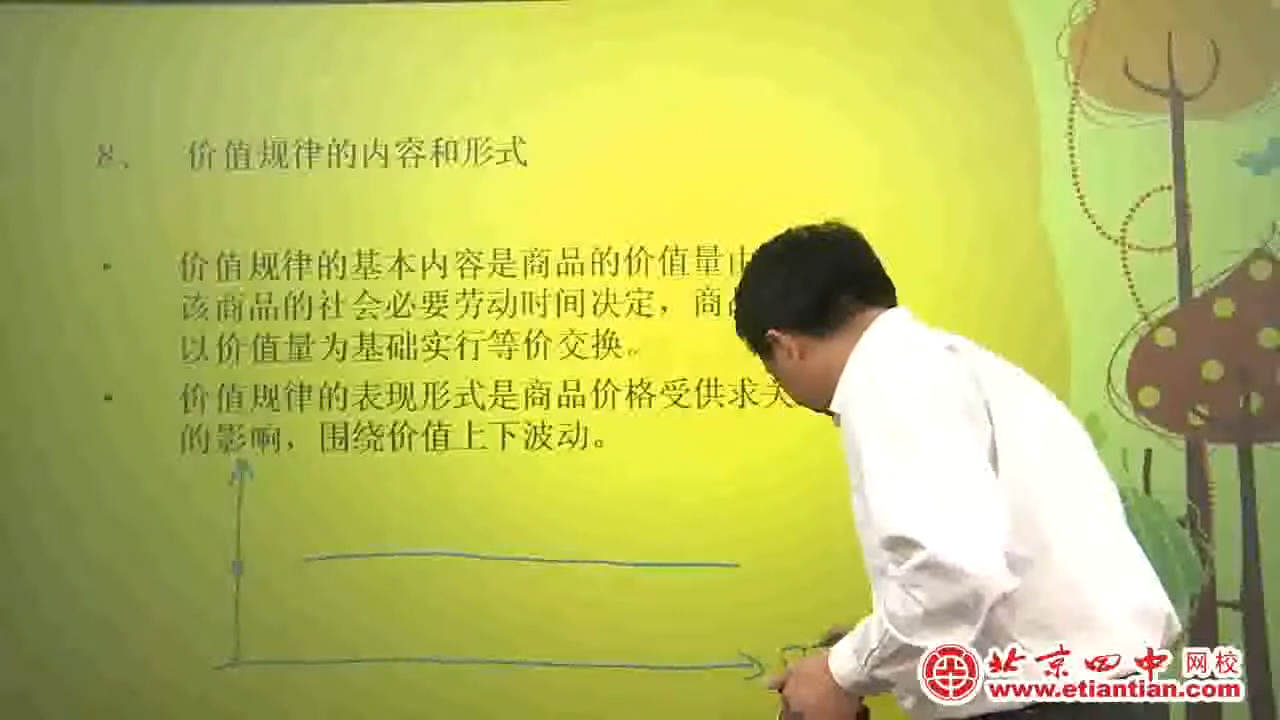 8、 价值规律的内容和形式
· 价值规律的基本内容是商品的价值量由
该商品的社会必要劳动时间决定，商品
以价值量为基础实行等价交换。
· 价值规律的表现形式是商品价格受供求关
的影响，围绕价值上下波动。
北京四中网校
www.etiantian.com